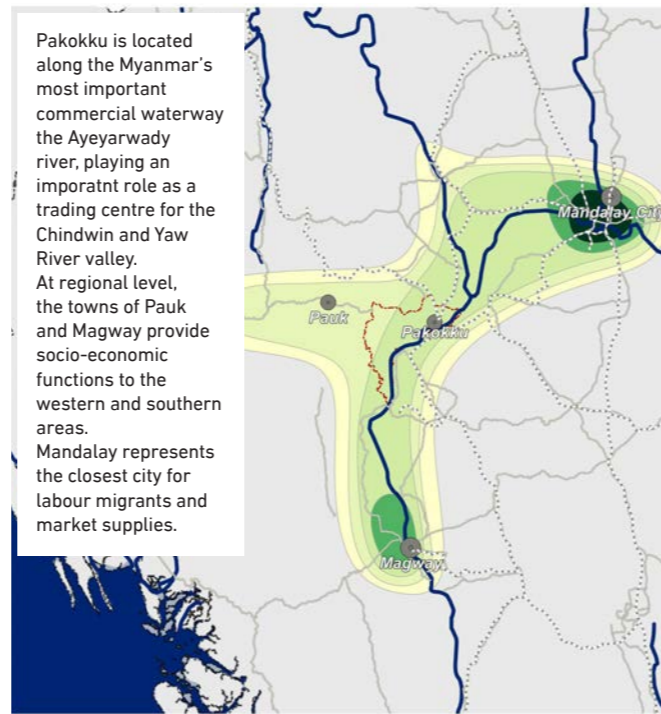 Pakokku is located
along the Myanmar's
most important
commercial waterway
the Ayeyarwady
river, playing an
imporatnt role as a
trading centre for the
Chindwin and Yaw
River valley.
At regional level,
the towns of Pauk
and Magway provide
socio-economic
functions to the
western and southern
areas.
Mandalay represents
the closest city for
labour migrants and
market supplies.
Mandalay City
Pauk
Pakokku
Magway